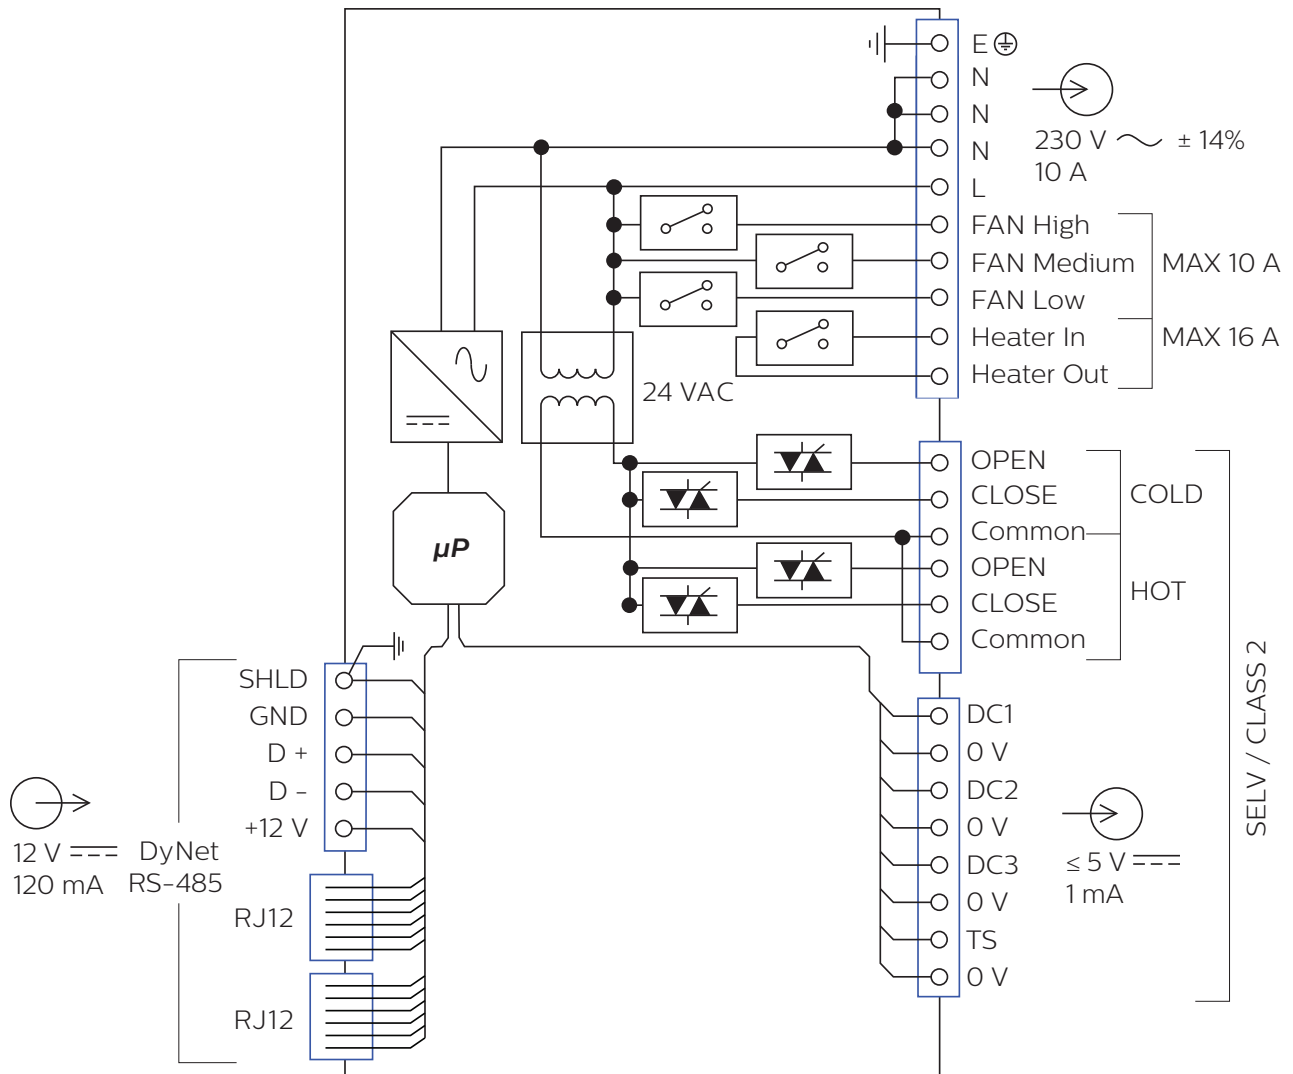 E
N
N
N
L
FAN High
FAN Medium
FAN Low
Heater In
Heater Out
230 V ± 14%
10 A
MAX 10 A
MAX 16 A
24 VAC
OPEN
CLOSE
Common
OPEN
CLOSE
Common
COLD
HOT
µP
SELV / CLASS 2
SHLD
GND
D +
D -
+12 V
12 V
120 mA
DyNet
RS-485
RJ12
RJ12
DC1
0 V
DC2
0 V
DC3
0 V
TS
0 V
≤ 5 V
1 mA